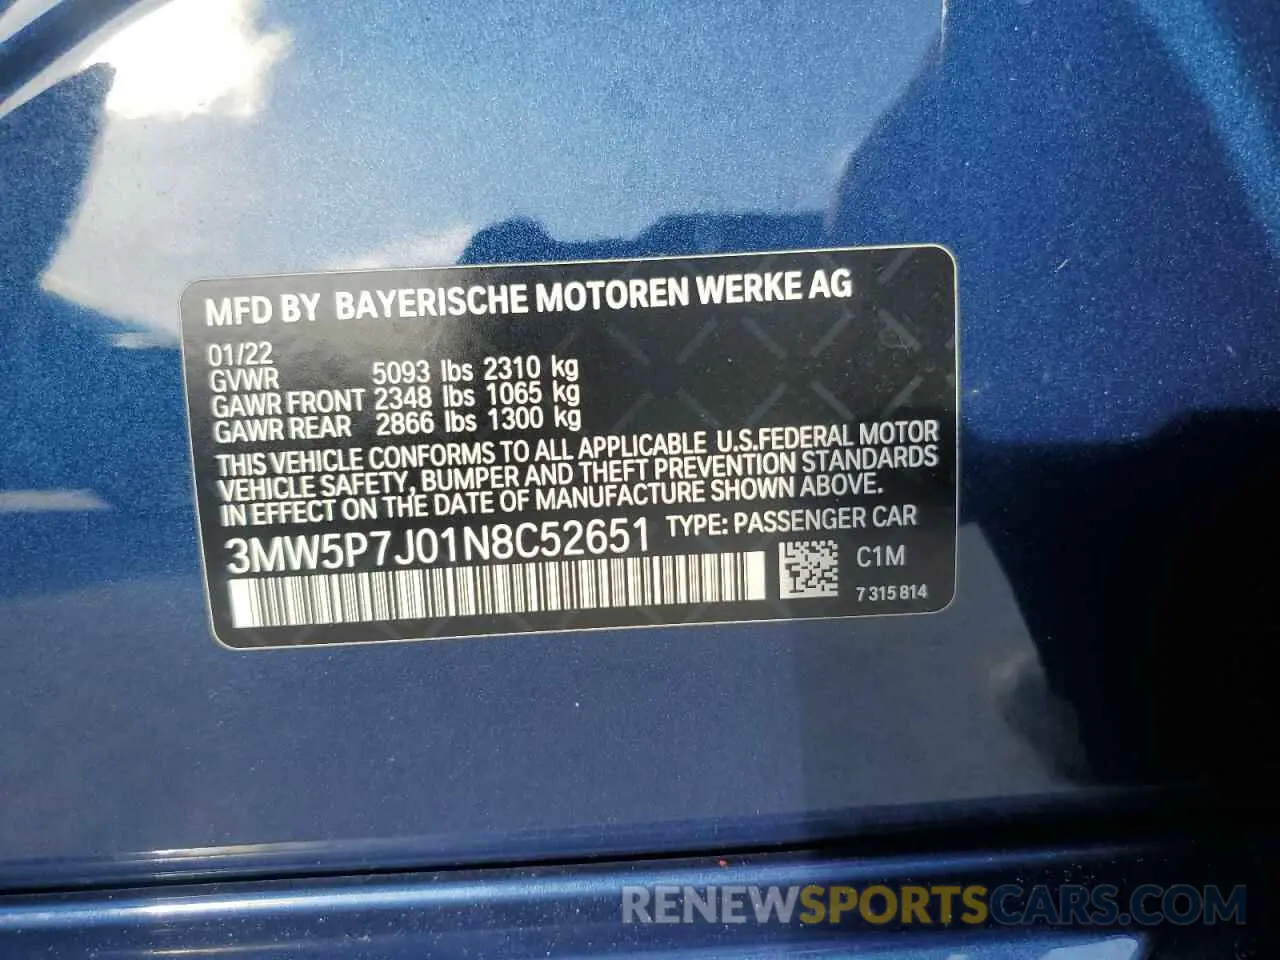 MFD BY BAYERISCHE MOTOREN WERKE AG
01/22
GVWR 5093 lbs 2310 kg
GAWR FRONT 2348 lbs 1065 kg
GAWR REAR 2866 lbs 1300 kg
THIS VEHICLE CONFORMS TO ALL APPLICABLE U.S.FEDERAL MOTOR
VEHICLE SAFETY, BUMPER AND THEFT PREVENTION STANDARDS
IN EFFECT ON THE DATE OF MANUFACTURE SHOWN ABOVE.
3MW5P7J01N8C52651 TYPE: PASSENGER CAR
C1M
7 315 814
RENEWSPORTSCARS.COM